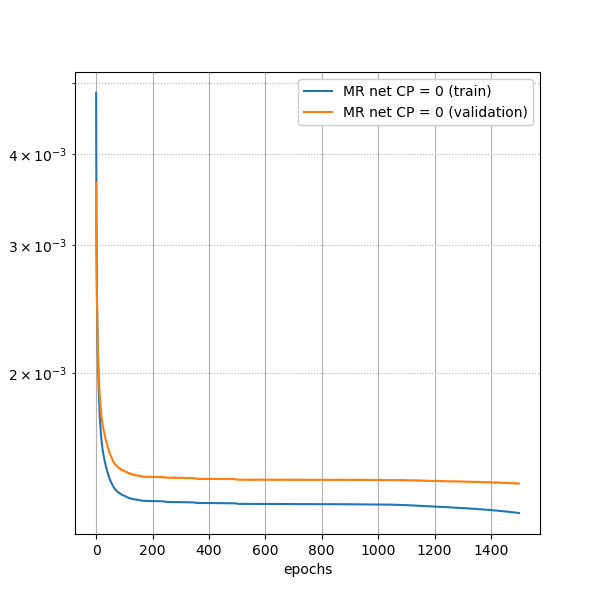 MR net CP = 0 (train)
MR net CP = 0 (validation)
4 × 10⁻³
3 × 10⁻³
2 × 10⁻³
0 200 400 600 800 1000 1200 1400
epochs